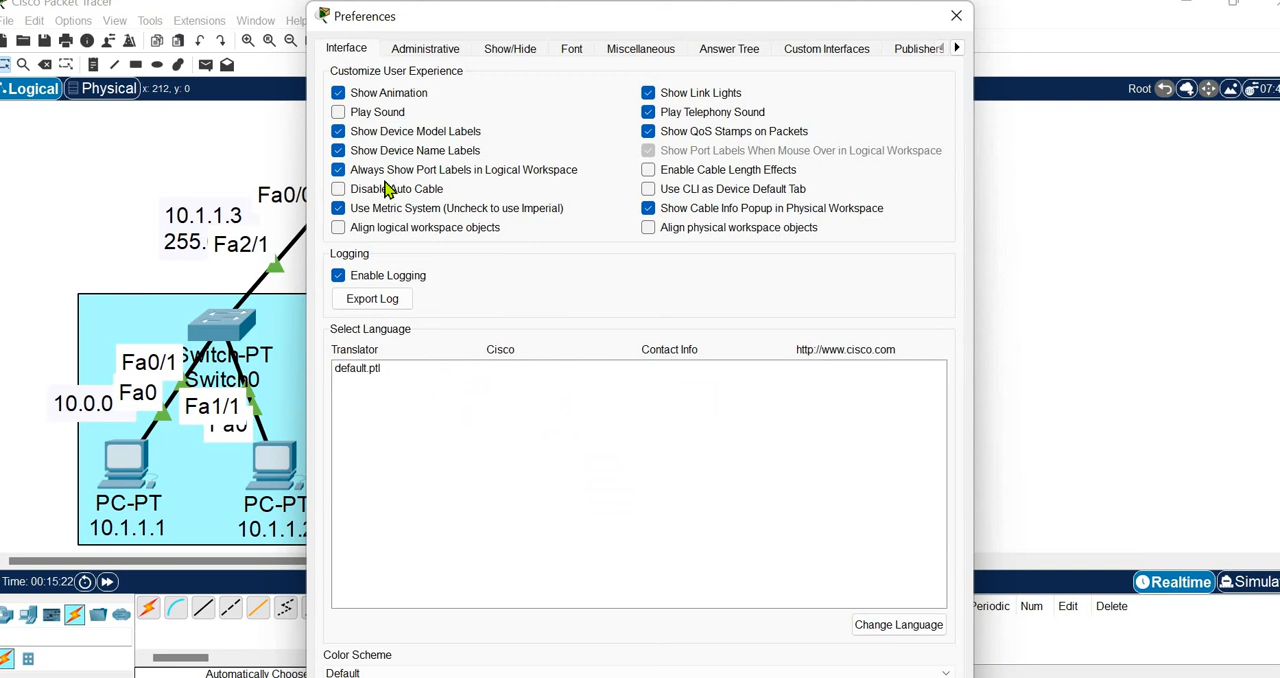 Cisco Packet Tracer
File Edit Options View Tools Extensions Window Help
Logical Physical x: 212, y: 0
Root 07:4
Preferences
Interface Administrative Show/Hide Font Miscellaneous Answer Tree Custom Interfaces Publishers
Customize User Experience
Show Animation
Show Link Lights
Play Sound
Play Telephony Sound
Show Device Model Labels
Show QoS Stamps on Packets
Show Device Name Labels
Show Port Labels When Mouse Over in Logical Workspace
Always Show Port Labels in Logical Workspace
Enable Cable Length Effects
Disable Auto Cable
Use CLI as Device Default Tab
Use Metric System (Uncheck to use Imperial)
Show Cable Info Popup in Physical Workspace
Align logical workspace objects
Align physical workspace objects
Logging
Enable Logging
Export Log
Select Language
Translator Cisco Contact Info http://www.cisco.com
default.ptl
Change Language
Color Scheme
Default
Fa0/0
10.1.1.3
255. Fa2/1
Switch-PT
Switch0
Fa0/1
Fa0
10.0.0
Fa1/1
Fa0
PC-PT
10.1.1.1
PC-PT
10.1.1.2
Time: 00:15:22
Realtime Simula
Periodic Num Edit Delete
Automatically Choose